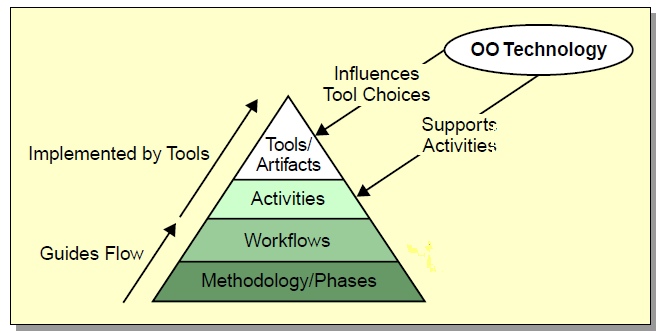 OO Technology
Influences
Tool Choices
Supports
Activities
Implemented by Tools
Tools/
Artifacts
Activities
Guides Flow
Workflows
Methodology/Phases